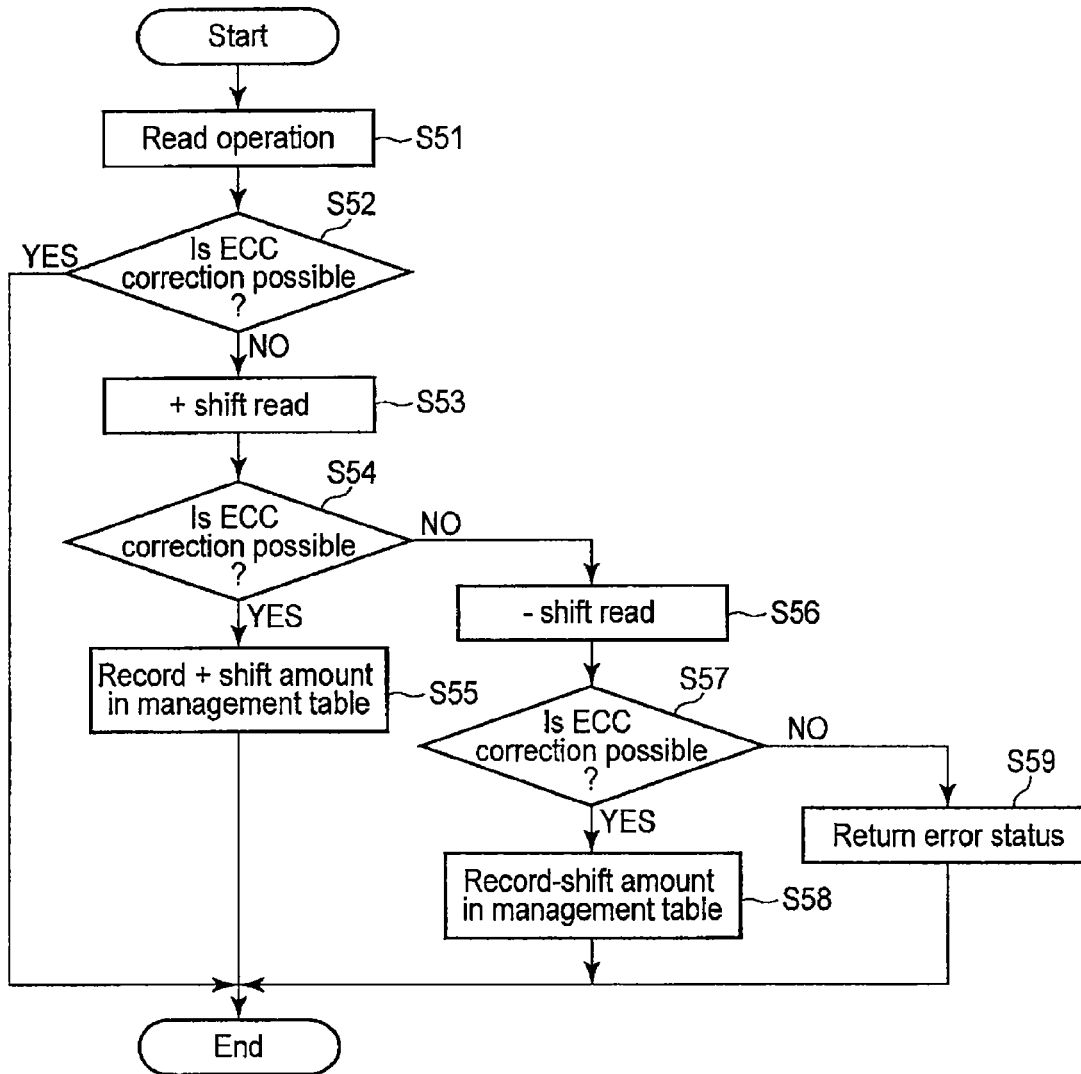 Start
Read operation
S51
S52
YES
Is ECC
correction possible
?
NO
+ shift read
S53
S54
Is ECC
correction possible
?
NO
YES
- shift read
S56
Record + shift amount
in management table
S55
S57
Is ECC
correction possible
?
NO
YES
S59
Return error status
Record-shift amount
in management table
S58
End